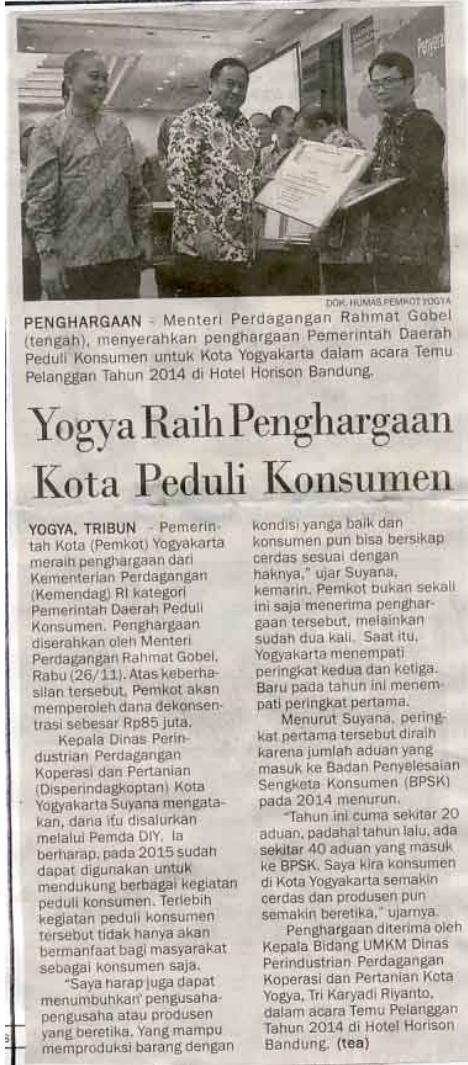 Penyera
DOK. HUMAS PEMKOT YOGYA
PENGHARGAAN - Menteri Perdagangan Rahmat Gobel
(tengah), menyerahkan penghargaan Pemerintah Daerah
Peduli Konsumen untuk Kota Yogyakarta dalam acara Temu
Pelanggan Tahun 2014 di Hotel Horison Bandung.
Yogya Raih Penghargaan
Kota Peduli Konsumen
YOGYA, TRIBUN - Pemerin-
tah Kota (Pemkot) Yogyakarta
meraih penghargaan dari
Kementerian Perdagangan
(Kemendag) RI kategori
Pemerintah Daerah Peduli
Konsumen. Penghargaan
diserahkan oleh Menteri
Perdagangan Rahmat Gobel,
Rabu (26/11). Atas keberha-
silan tersebut, Pemkot akan
memperoleh dana dekonsen-
trasi sebesar Rp85 juta.
Kepala Dinas Perin-
dustrian Perdagangan
Koperasi dan Pertanian
(Disperindagkoptan) Kota
Yogyakarta Suyana mengata-
kan, dana itu disalurkan
melalui Pemda DIY. Ia
berharap, pada 2015 sudah
dapat digunakan untuk
mendukung berbagai kegiatan
peduli konsumen. Terlebih
kegiatan peduli konsumen
tersebut tidak hanya akan
bermanfaat bagi masyarakat
sebagai konsumen saja.
"Saya harap juga dapat
menumbuhkan pengusaha-
pengusaha atau produsen
yang beretika. Yang mampu
memproduksi barang dengan
kondisi yanga baik dan
konsumen pun bisa bersikap
cerdas sesuai dengan
haknya," ujar Suyana,
kemarin. Pemkot bukan sekali
ini saja menerima penghar-
gaan tersebut, melainkan
sudah dua kali. Saat itu,
Yogyakarta menempati
peringkat kedua dan ketiga.
Baru pada tahun ini menem-
pati peringkat pertama.
Menurut Suyana, pering-
kat pertama tersebut diraih
karena jumlah aduan yang
masuk ke Badan Penyelesaian
Sengketa Konsumen (BPSK)
pada 2014 menurun.
"Tahun ini cuma sekitar 20
aduan, padahal tahun lalu, ada
sekitar 40 aduan yang masuk
ke BPSK. Saya kira konsumen
di Kota Yogyakarta semakin
cerdas dan produsen pun
semakin beretika," ujarnya.
Penghargaan diterima oleh
Kepala Bidang UMKM Dinas
Perindustrian Perdagangan
Koperasi dan Pertanian Kota
Yogya, Tri Karyadi Riyanto,
dalam acara Temu Pelanggan
Tahun 2014 di Hotel Horison
Bandung. (tea)